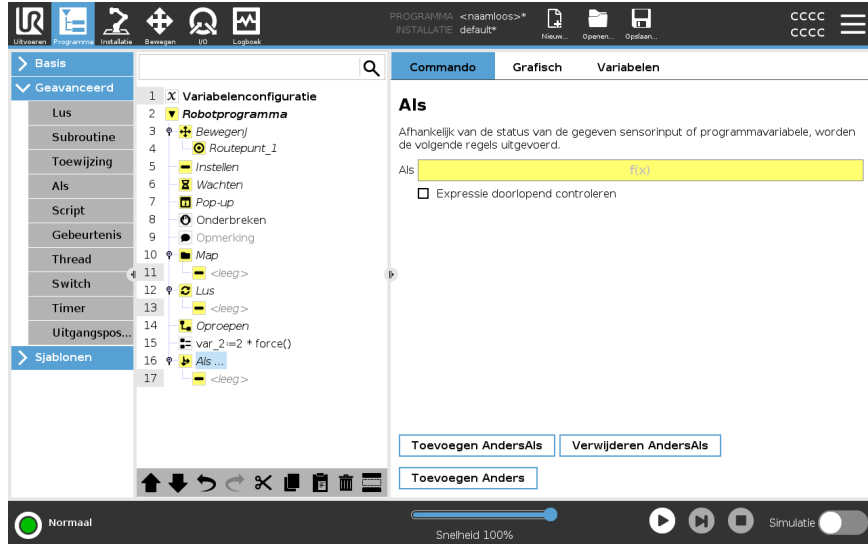 UR
Uitvoeren
Programma
Installatie
Bewegen
I/O
Logboek
PROGRAMMA <naamloos>*
INSTALLATIE default*
Nieuw...
Openen...
Opslaan...
CCCC
CCCC
Basis
Geavanceerd
Lus
Subroutine
Toewijzing
Als
Script
Gebeurtenis
Thread
Switch
Timer
Uitgangspos...
Sjablonen
1 X Variabelenconfiguratie
2 Robotprogramma
3 BewegenJ
4 Routepunt_1
5 Instellen
6 Wachten
7 Pop-up
8 Onderbreken
9 Opmerking
10 Map
11 <leeg>
12 Lus
13 <leeg>
14 Oproepen
15 var_2:=2 * force()
16 Als ...
17 <leeg>
Commando
Grafisch
Variabelen
Als
Afhankelijk van de status van de gegeven sensorinput of programmavariabele, worden
de volgende regels uitgevoerd.
Als f(x)
Expressie doorlopend controleren
Toevoegen AndersAls
Verwijderen AndersAls
Toevoegen Anders
Normaal
Snelheid 100%
Simulatie